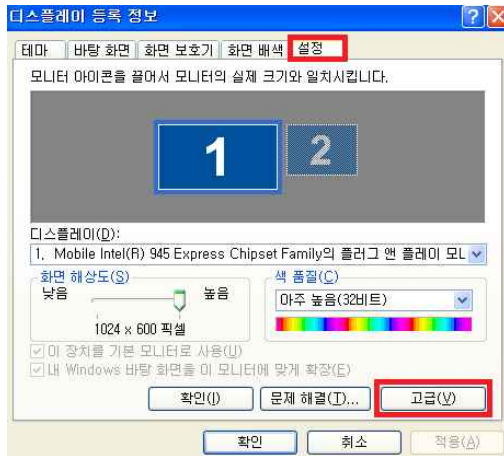 디스플레이 등록 정보
테마 바탕 화면 화면 보호기 화면 배색 설정
모니터 아이콘을 끌어서 모니터의 실제 크기와 일치시킵니다.
1 2
디스플레이(D):
1. Mobile Intel(R) 945 Express Chipset Family의 플러그 앤 플레이 모
화면 해상도(S) 색 품질(C)
낮음 높음 아주 높음(32비트)
1024 x 600 픽셀
이 장치를 기본 모니터로 사용(U)
내 Windows 바탕 화면을 이 모니터에 맞게 확장(E)
확인(I) 문제 해결(T)... 고급(V)
확인 취소 적용(A)